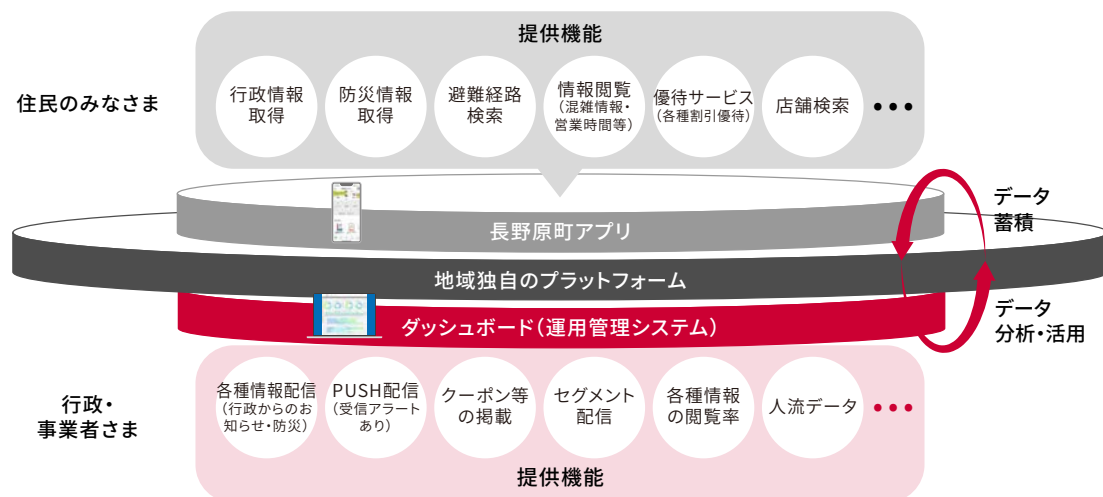 提供機能
住民のみなさま
行政情報
取得
防災情報
取得
避難経路
検索
情報閲覧
(混雑情報・
営業時間等)
優待サービス
(各種割引優待)
店舗検索
•••
長野原町アプリ
データ
蓄積
地域独自のプラットフォーム
ダッシュボード(運用管理システム)
データ
分析・活用
行政・
事業者さま
各種情報配信
(行政からのお
知らせ・防災)
PUSH配信
(受信アラート
あり)
クーポン等
の掲載
セグメント
配信
各種情報
の閲覧率
人流データ
•••
提供機能